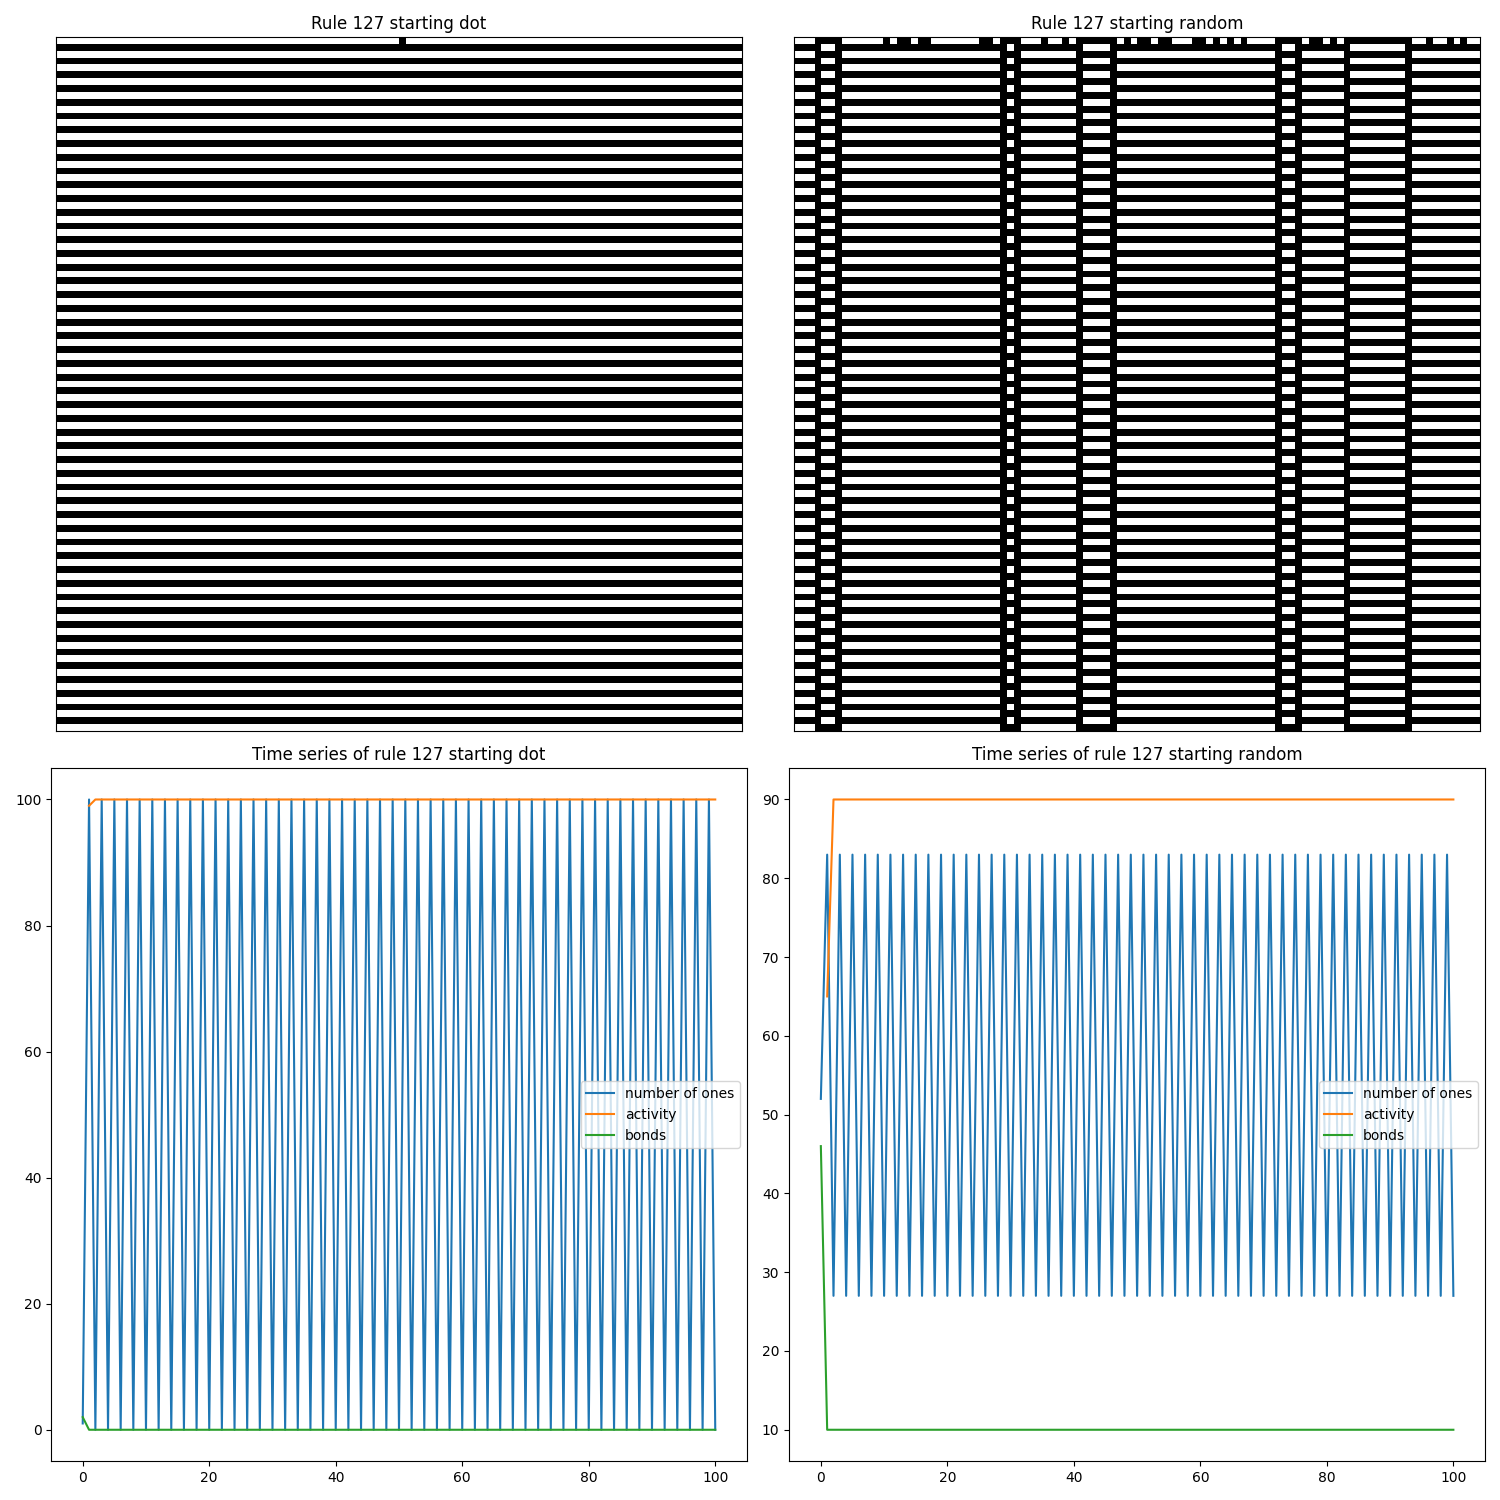 Rule 127 starting dot
Rule 127 starting random
Time series of rule 127 starting dot
100
80
60
40
20
0
0 20 40 60 80 100
number of ones
activity
bonds
Time series of rule 127 starting random
90
80
70
60
50
40
30
20
10
0 20 40 60 80 100
number of ones
activity
bonds